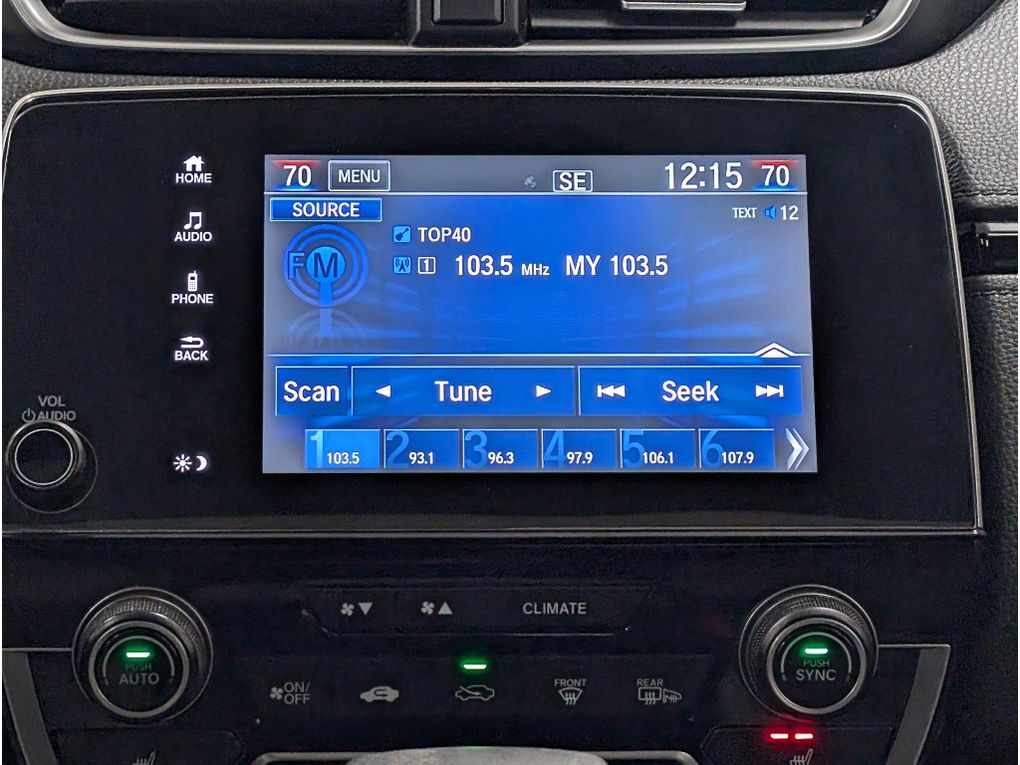 HOME
AUDIO
PHONE
BACK
VOL
AUDIO
70 MENU SE 12:15 70
SOURCE TEXT 12
FM
TOP40
1 103.5 MHz MY 103.5
Scan Tune Seek
1 103.5 2 93.1 3 96.3 4 97.9 5 106.1 6 107.9
CLIMATE
PUSH
AUTO
PUSH
SYNC
ON/
OFF
FRONT
REAR